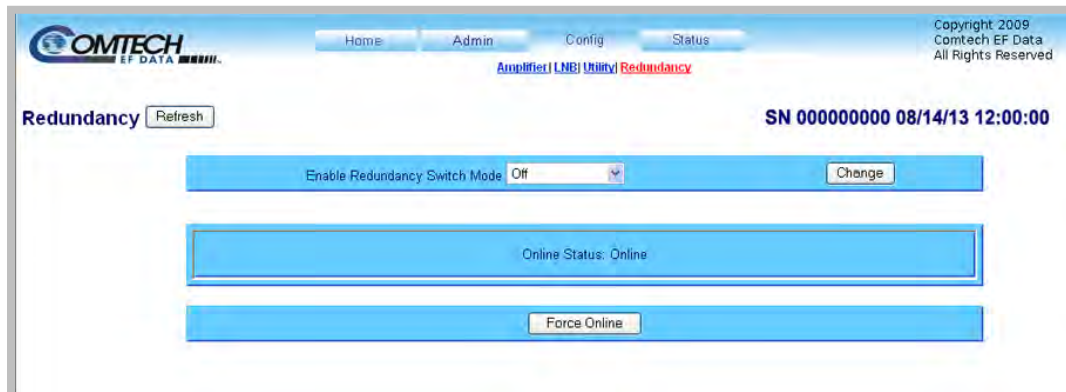 COMTECH
EF DATA
Home Admin Config Status
Amplifier| LNB| Utility| Redundancy
Copyright 2009
Comtech EF Data
All Rights Reserved
Redundancy Refresh
SN 000000000 08/14/13 12:00:00
Enable Redundancy Switch Mode Off Change
Online Status: Online
Force Online